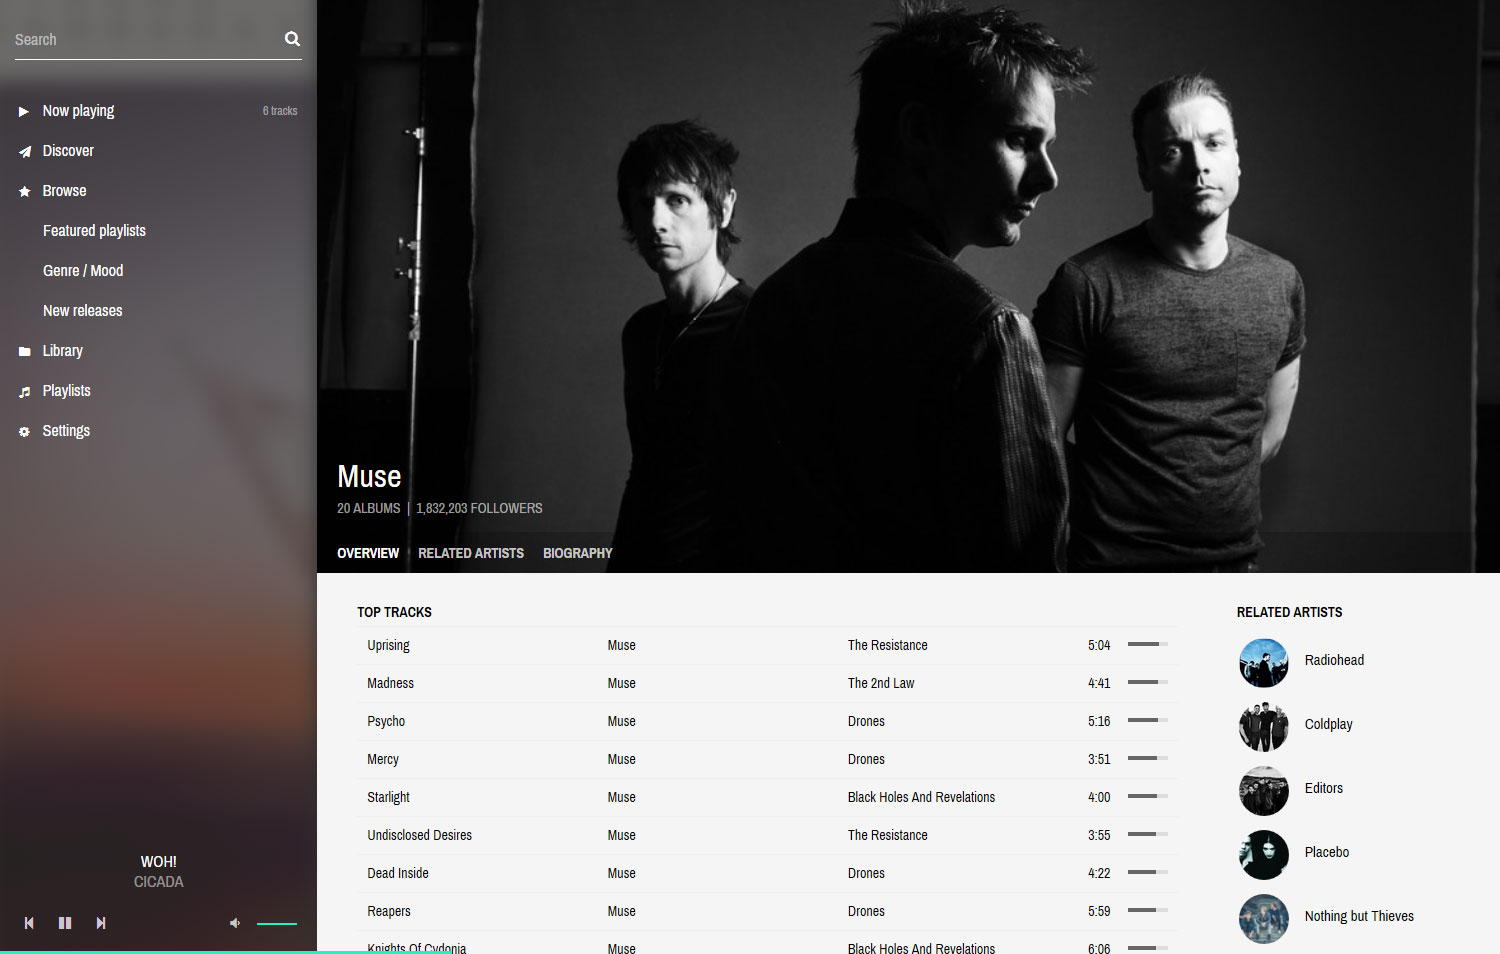 Search
Now playing 6 tracks
Discover
Browse
Featured playlists
Genre / Mood
New releases
Library
Playlists
Settings
WOH!
CICADA
Muse
20 ALBUMS | 1,832,203 FOLLOWERS
OVERVIEW RELATED ARTISTS BIOGRAPHY
TOP TRACKS
Uprising Muse The Resistance 5:04
Madness Muse The 2nd Law 4:41
Psycho Muse Drones 5:16
Mercy Muse Drones 3:51
Starlight Muse Black Holes And Revelations 4:00
Undisclosed Desires Muse The Resistance 3:55
Dead Inside Muse Drones 4:22
Reapers Muse Drones 5:59
Knights Of Cydonia Muse Black Holes And Revelations 6:06
RELATED ARTISTS
Radiohead
Coldplay
Editors
Placebo
Nothing but Thieves